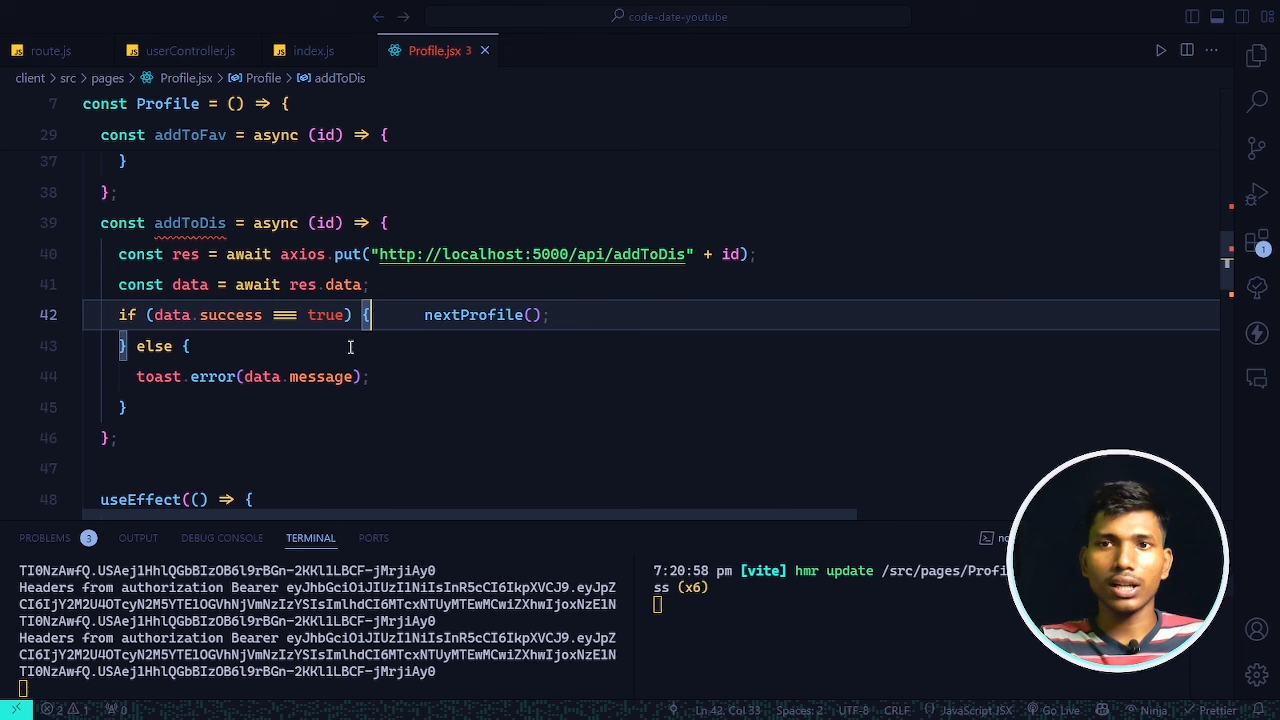 code-date-youtube
route.js userController.js index.js Profile.jsx 3
client > src > pages > Profile.jsx > Profile > addToDis
7 const Profile = () => {
29 const addToFav = async (id) => {
37 }
38 };
39 const addToDis = async (id) => {
40 const res = await axios.put("http://localhost:5000/api/addToDis" + id);
41 const data = await res.data;
42 if (data.success === true) { nextProfile();
43 } else {
44 toast.error(data.message);
45 }
46 };
47
48 useEffect(() => {
1
PROBLEMS 3 OUTPUT DEBUG CONSOLE TERMINAL PORTS
TI0NzAwfQ.USAej1HhlQGbBIzOB6l9rBGn-2KKl1LBCF-jMrjiAy0
Headers from authorization Bearer eyJhbGciOiJIUzI1NiIsInR5cCI6IkpXVCJ9.eyJpZ
CI6IjY2M2U4OTcyN2M5YTE1OGVhNjVmNzIzYSIsImlhdCI6MTcxNTUyMTEwMCwiZXhwIjoxNzE1N
TI0NzAwfQ.USAej1HhlQGbBIzOB6l9rBGn-2KKl1LBCF-jMrjiAy0
Headers from authorization Bearer eyJhbGciOiJIUzI1NiIsInR5cCI6IkpXVCJ9.eyJpZ
CI6IjY2M2U4OTcyN2M5YTE1OGVhNjVmNzIzYSIsImlhdCI6MTcxNTUyMTEwMCwiZXhwIjoxNzE1N
TI0NzAwfQ.USAej1HhlQGbBIzOB6l9rBGn-2KKl1LBCF-jMrjiAy0
7:20:58 pm [vite] hmr update /src/pages/Profi
ss (x6)
2 1 0 Ln 42, Col 33 Spaces: 2 UTF-8 CRLF {} JavaScript JSX Go Live Ninja Prettier